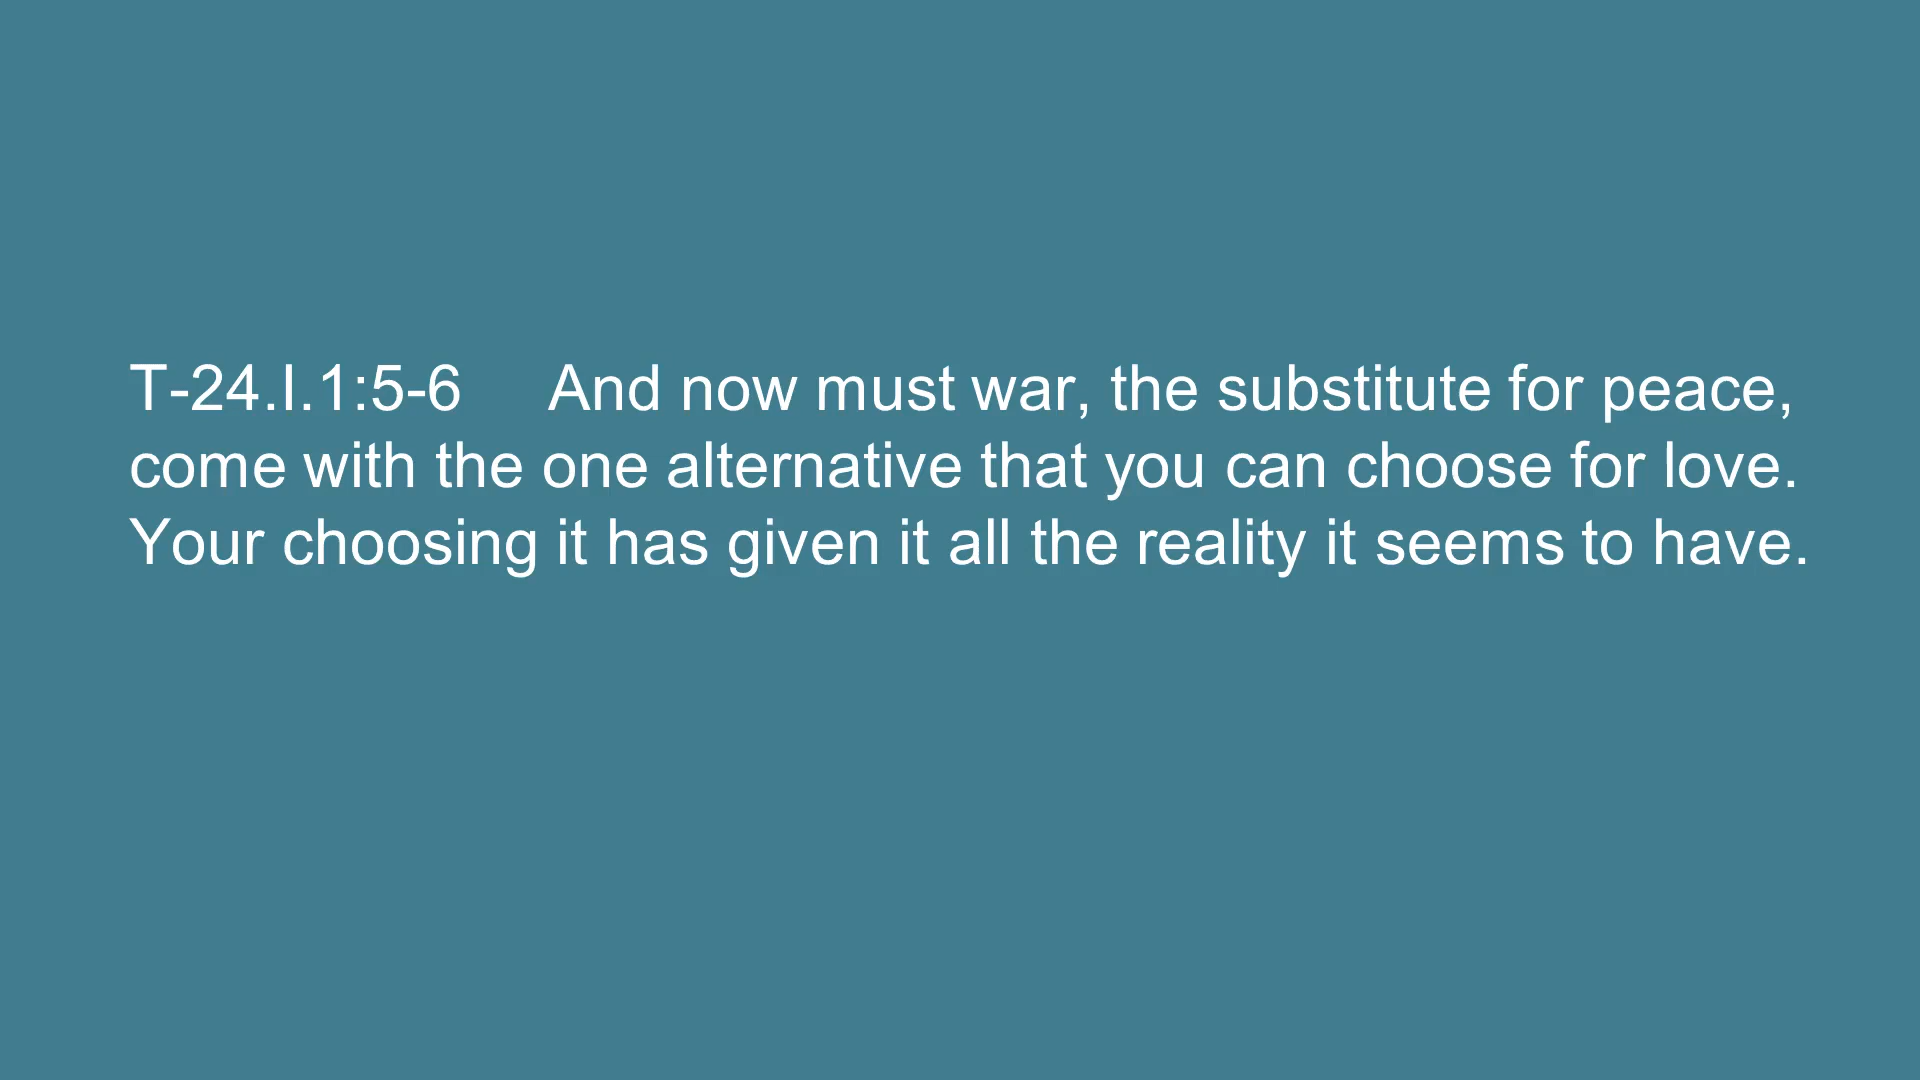 T-24.I.1:5-6 And now must war, the substitute for peace,
come with the one alternative that you can choose for love.
Your choosing it has given it all the reality it seems to have.